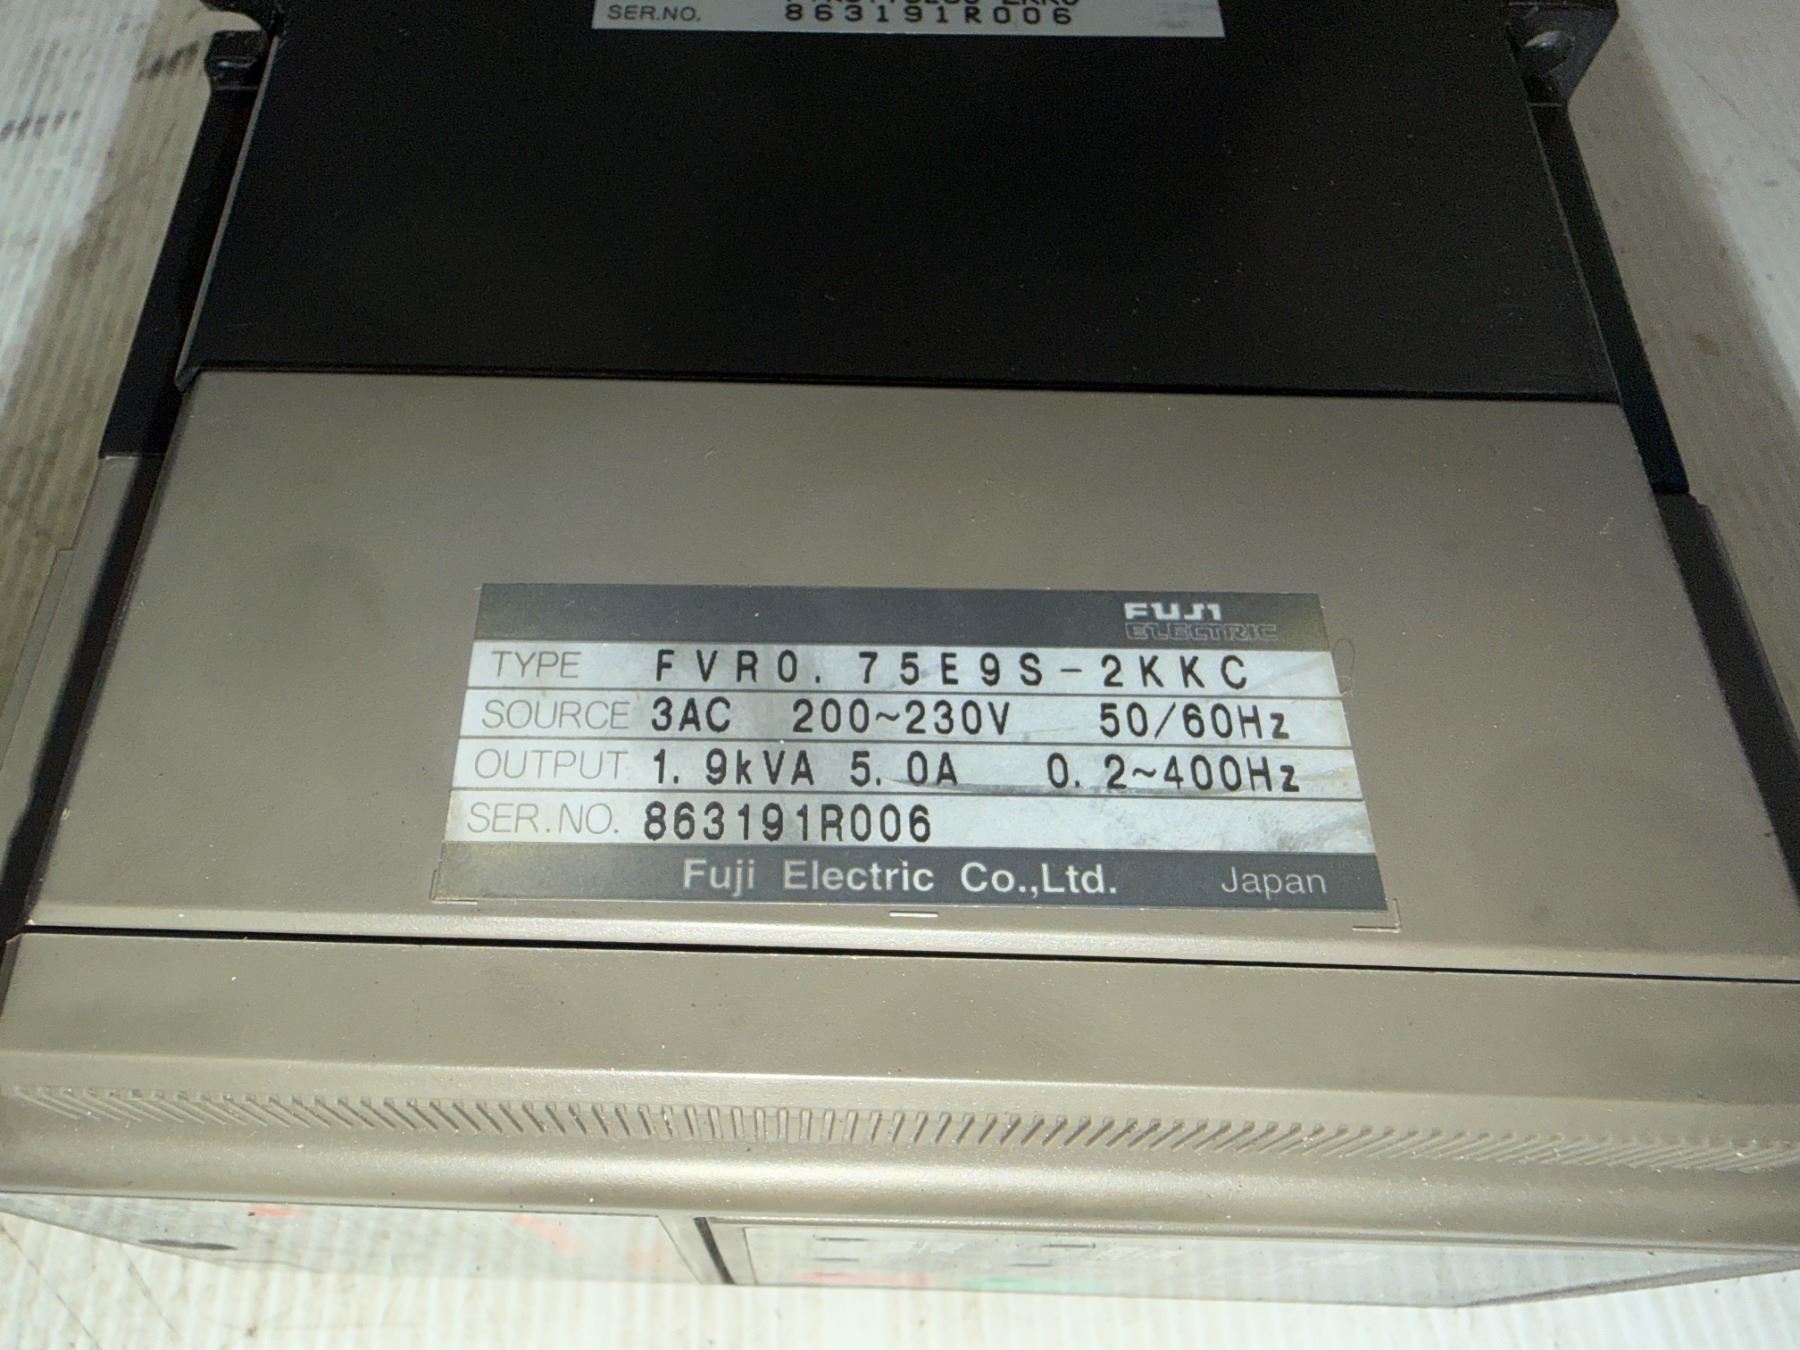 SER.NO. 863191R006
FUJI
ELECTRIC
TYPE FVR0.75E9S-2KKC
SOURCE 3AC 200~230V 50/60Hz
OUTPUT 1.9kVA 5.0A 0.2~400Hz
SER.NO. 863191R006
Fuji Electric Co.,Ltd. Japan